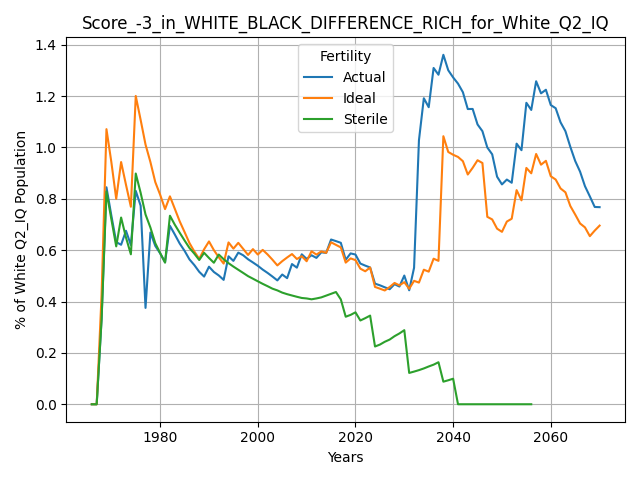 Score_-3_in_WHITE_BLACK_DIFFERENCE_RICH_for_White_Q2_IQ
Fertility
Actual
Ideal
Sterile
% of White Q2_IQ Population
1.4
1.2
1.0
0.8
0.6
0.4
0.2
0.0
1980 2000 2020 2040 2060
Years